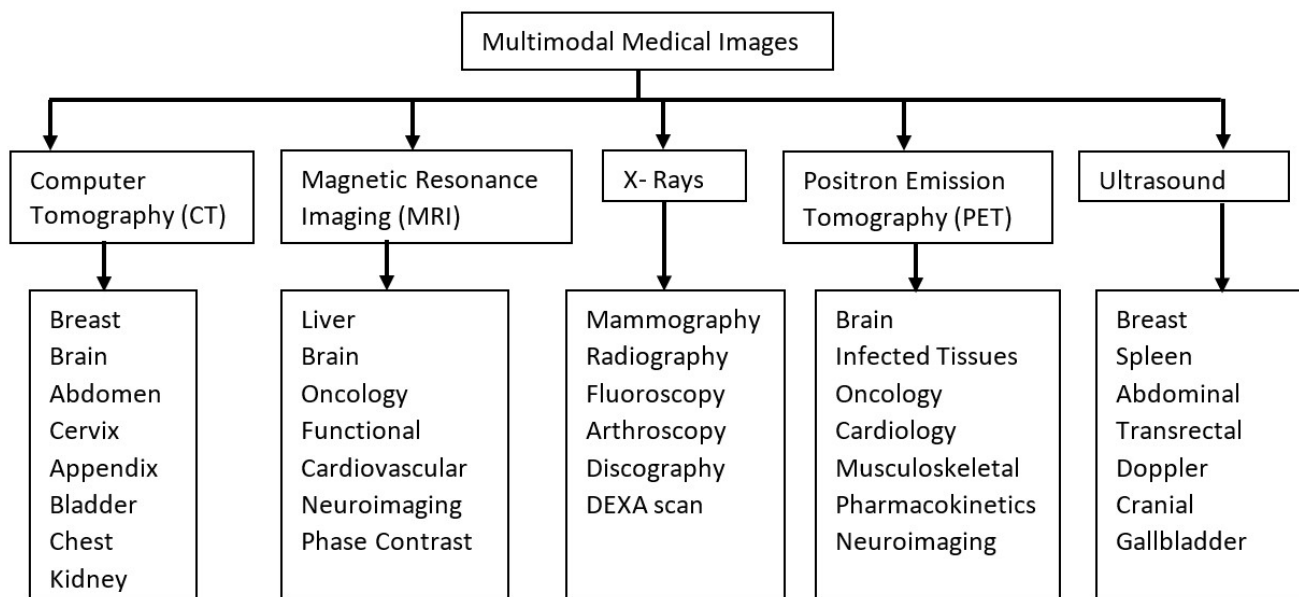 Multimodal Medical Images
Computer
Tomography (CT)
Magnetic Resonance
Imaging (MRI)
X- Rays
Positron Emission
Tomography (PET)
Ultrasound
Breast
Brain
Abdomen
Cervix
Appendix
Bladder
Chest
Kidney
Liver
Brain
Oncology
Functional
Cardiovascular
Neuroimaging
Phase Contrast
Mammography
Radiography
Fluoroscopy
Arthroscopy
Discography
DEXA scan
Brain
Infected Tissues
Oncology
Cardiology
Musculoskeletal
Pharmacokinetics
Neuroimaging
Breast
Spleen
Abdominal
Transrectal
Doppler
Cranial
Gallbladder